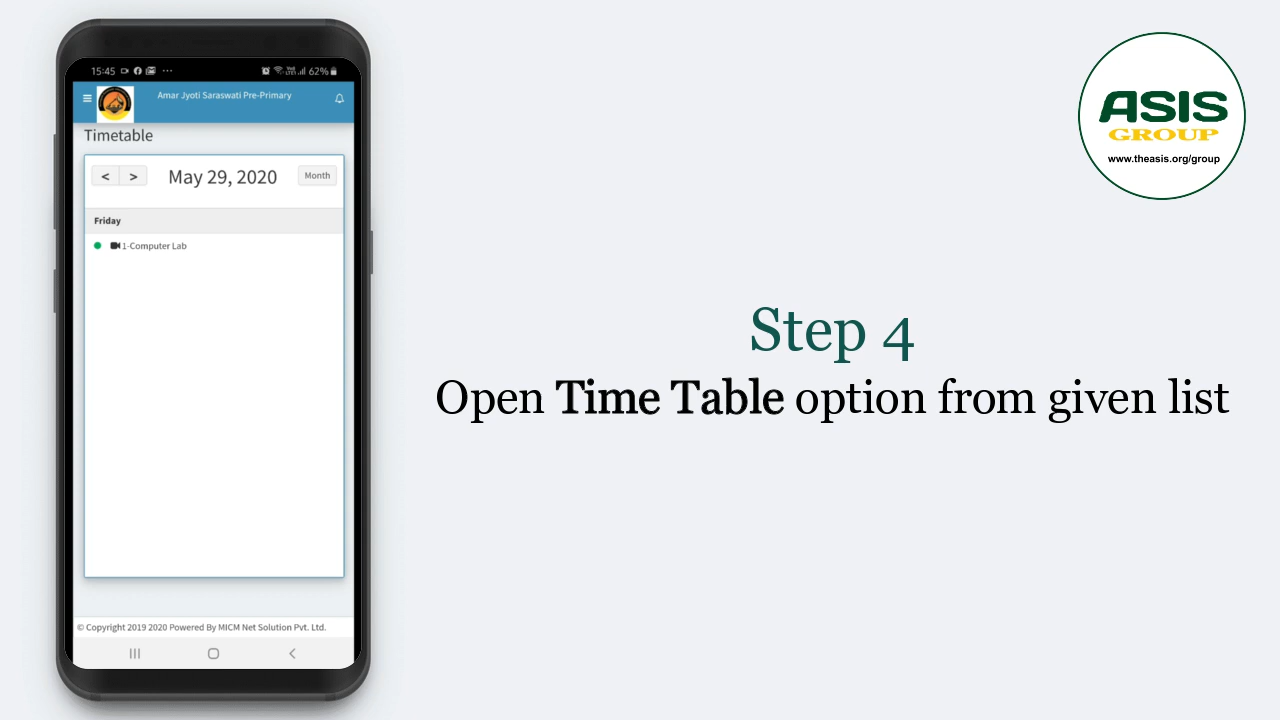 15:45
62%
Amar Jyoti Saraswati Pre-Primary
Timetable
< >
May 29, 2020
Month
Friday
1-Computer Lab
© Copyright 2019 2020 Powered By MICM Net Solution Pvt. Ltd.
ASIS
GROUP
www.theasis.org/group
Step 4
Open Time Table option from given list